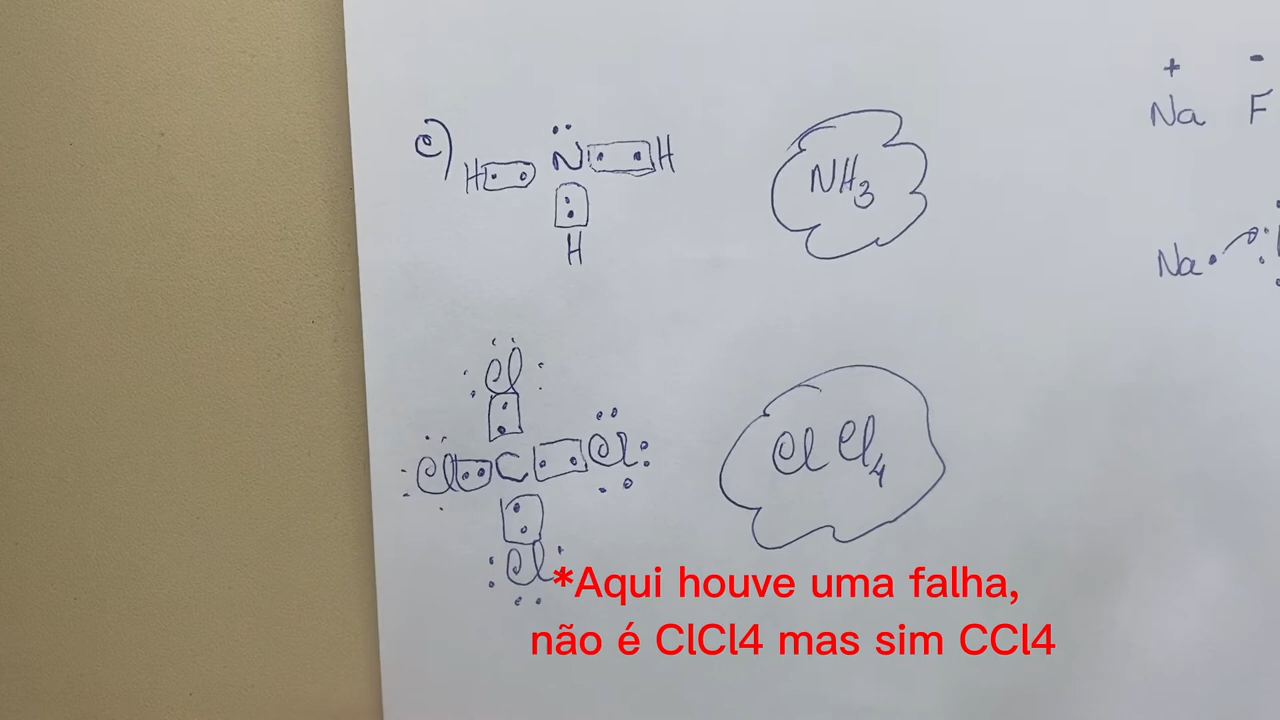 + -
Na F
c)
H N H
H
NH3
Na
Cl
Cl C Cl
Cl
ClCl4
*Aqui houve uma falha,
não é ClCl4 mas sim CCl4